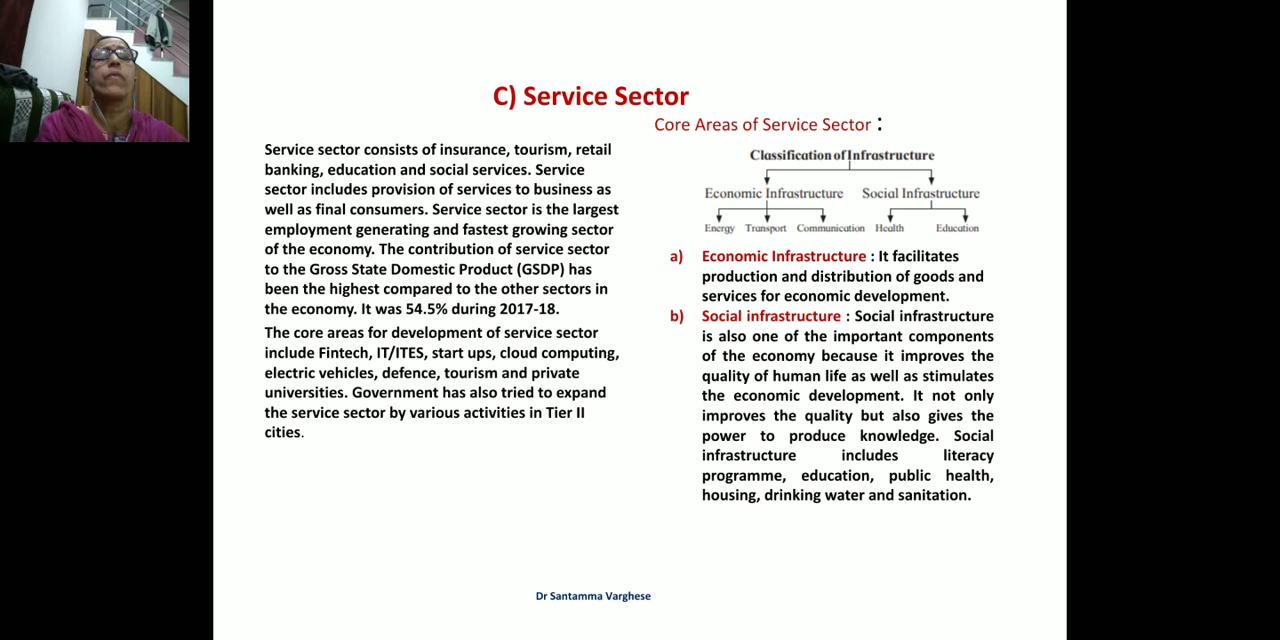 C) Service Sector
Core Areas of Service Sector :
Service sector consists of insurance, tourism, retail
banking, education and social services. Service
sector includes provision of services to business as
well as final consumers. Service sector is the largest
employment generating and fastest growing sector
of the economy. The contribution of service sector
to the Gross State Domestic Product (GSDP) has
been the highest compared to the other sectors in
the economy. It was 54.5% during 2017-18.
The core areas for development of service sector
include Fintech, IT/ITES, start ups, cloud computing,
electric vehicles, defence, tourism and private
universities. Government has also tried to expand
the service sector by various activities in Tier II
cities.
Classification of Infrastructure
Economic Infrastructure Social Infrastructure
Energy Transport Communication Health Education
a) Economic Infrastructure : It facilitates
production and distribution of goods and
services for economic development.
b) Social infrastructure : Social infrastructure
is also one of the important components
of the economy because it improves the
quality of human life as well as stimulates
the economic development. It not only
improves the quality but also gives the
power to produce knowledge. Social
infrastructure includes literacy
programme, education, public health,
housing, drinking water and sanitation.
Dr Santamma Varghese